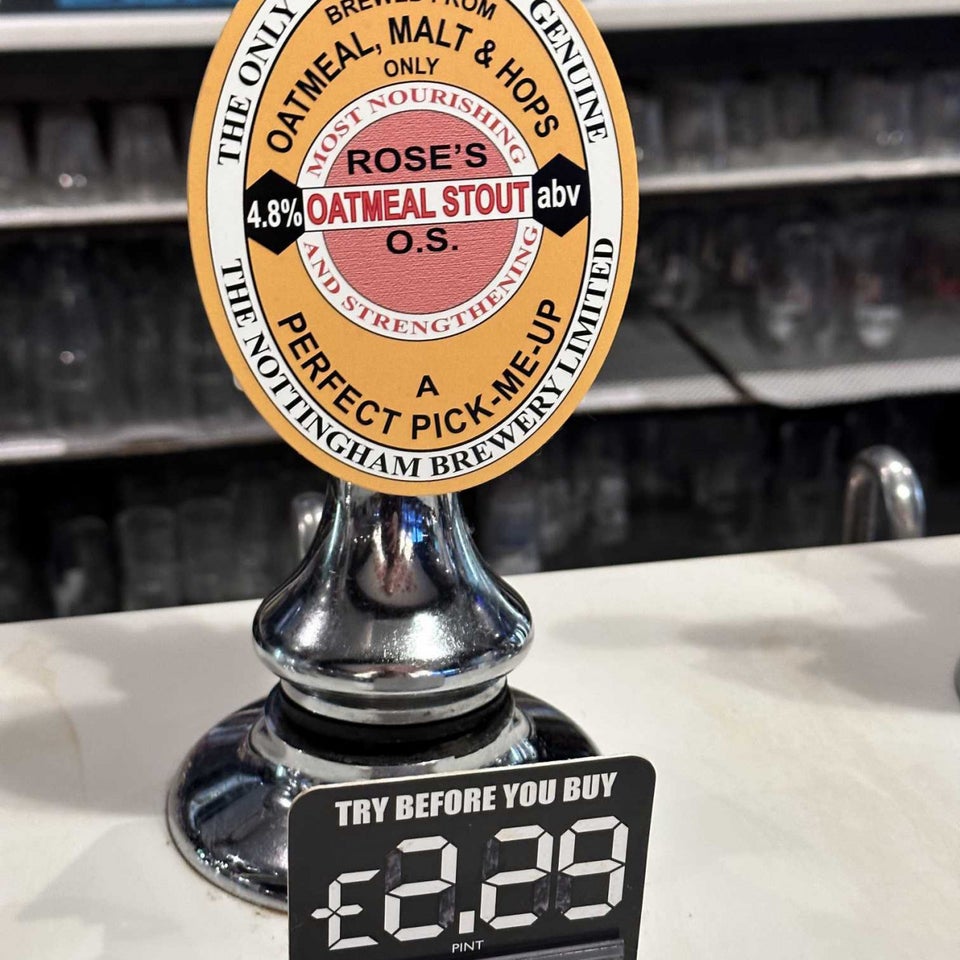 THE ONLY GENUINE
BREWED FROM
OATMEAL, MALT & HOPS
ONLY
MOST NOURISHING
ROSE'S
4.8% OATMEAL STOUT abv
O.S.
AND STRENGTHENING
A
PERFECT PICK-ME-UP
THE NOTTINGHAM BREWERY LIMITED
TRY BEFORE YOU BUY
£2.29
PINT